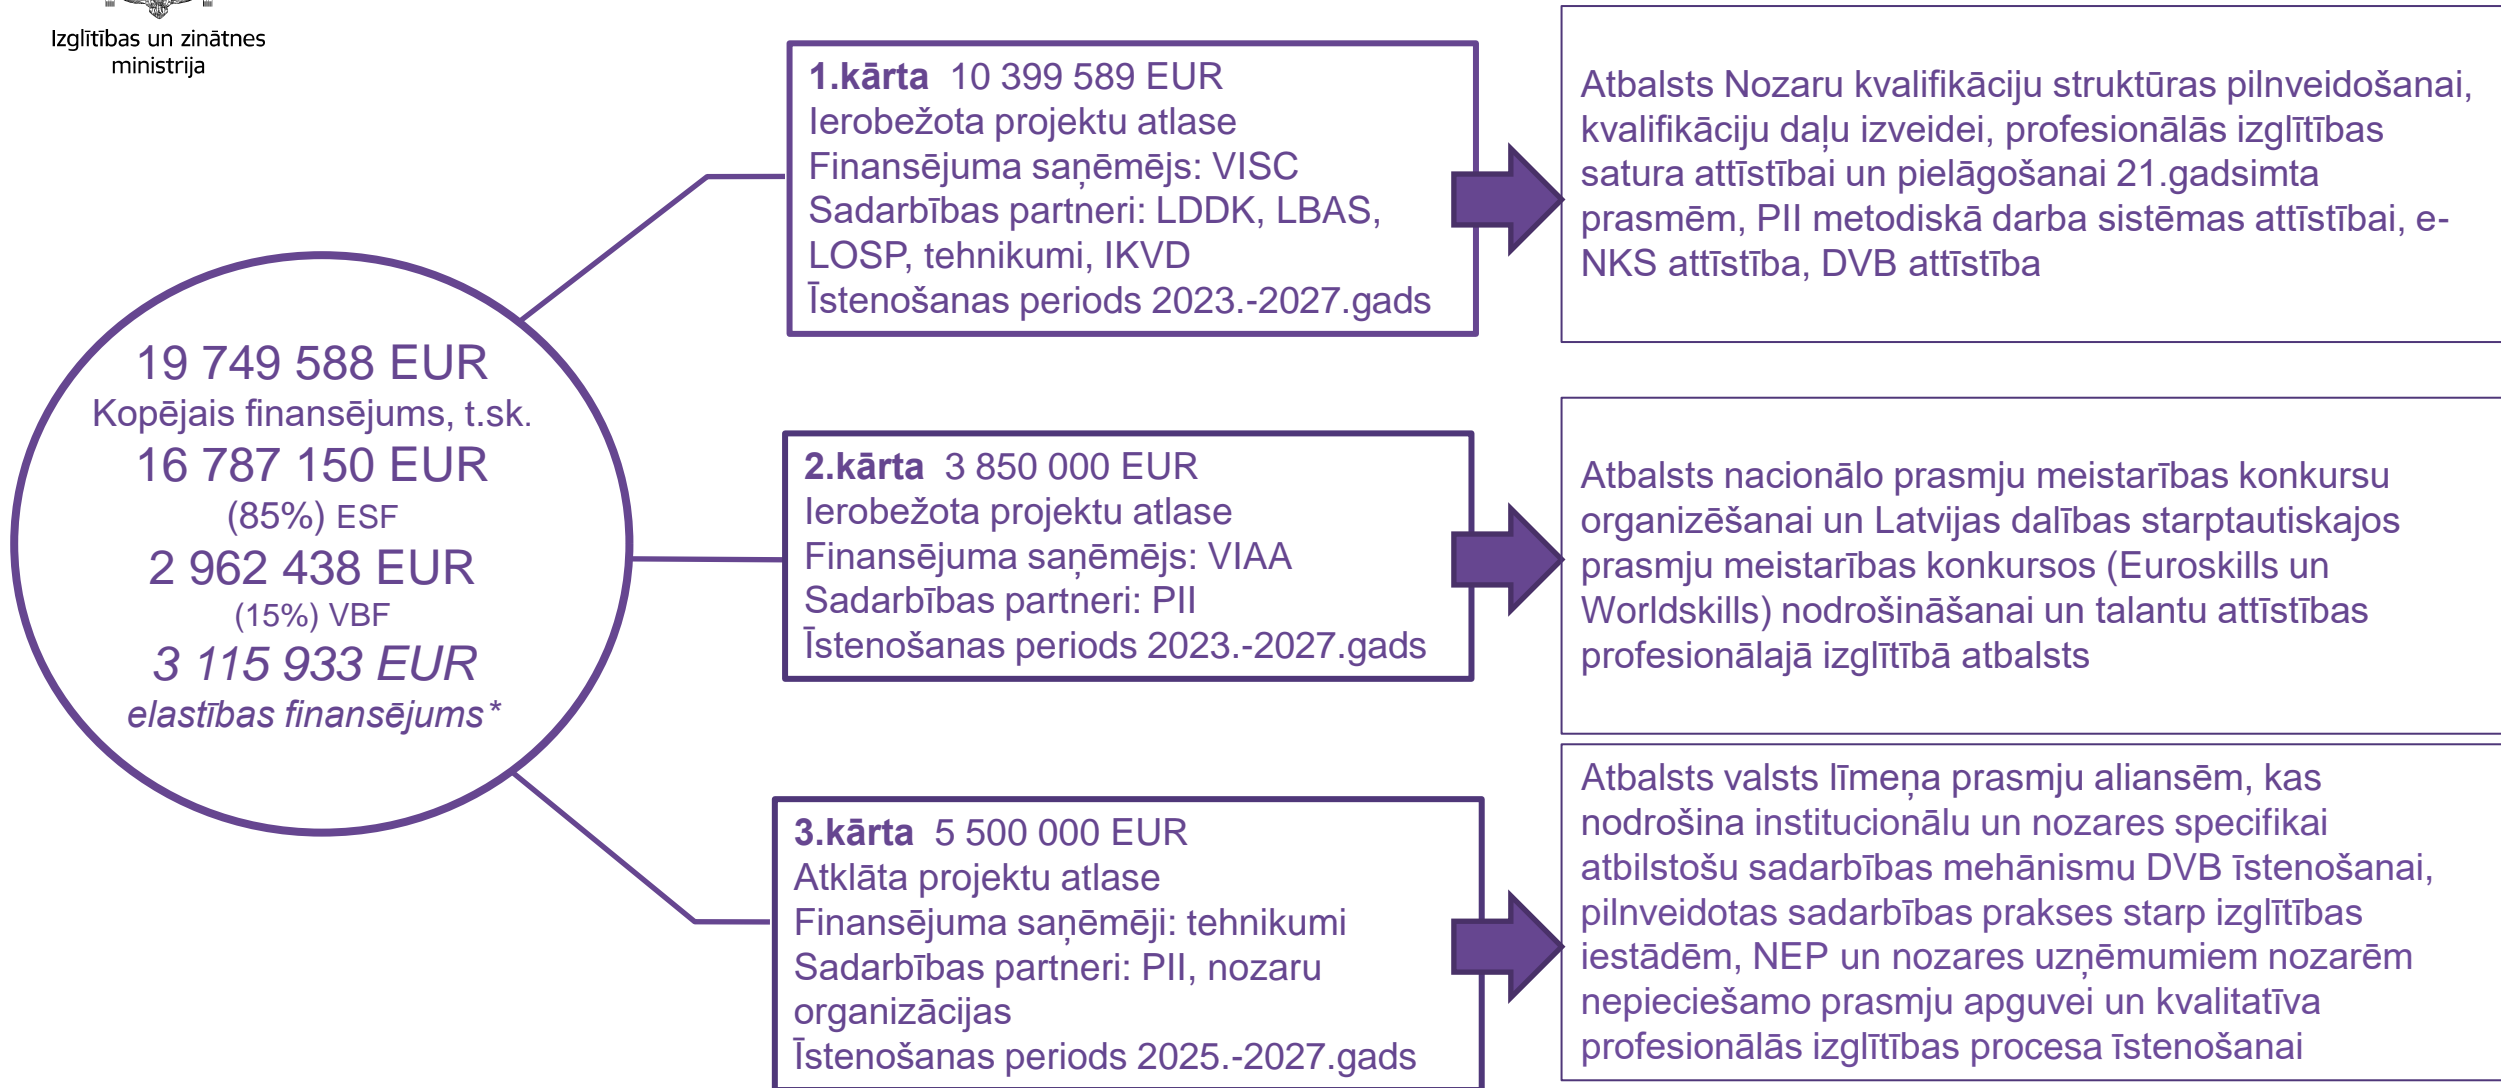 Izglītības un zinātnes
ministrija
19 749 588 EUR
Kopējais finansējums, t.sk.
16 787 150 EUR
(85%) ESF
2 962 438 EUR
(15%) VBF
3 115 933 EUR
elastības finansējums*
1.kārta 10 399 589 EUR
Ierobežota projektu atlase
Finansējuma saņēmējs: VISC
Sadarbības partneri: LDDK, LBAS,
LOSP, tehnikumi, IKVD
Īstenošanas periods 2023.-2027.gads
Atbalsts Nozaru kvalifikāciju struktūras pilnveidošanai,
kvalifikāciju daļu izveidei, profesionālās izglītības
satura attīstībai un pielāgošanai 21.gadsimta
prasmēm, PII metodiskā darba sistēmas attīstībai, e-
NKS attīstība, DVB attīstība
2.kārta 3 850 000 EUR
Ierobežota projektu atlase
Finansējuma saņēmējs: VIAA
Sadarbības partneri: PII
Īstenošanas periods 2023.-2027.gads
Atbalsts nacionālo prasmju meistarības konkursu
organizēšanai un Latvijas dalības starptautiskajos
prasmju meistarības konkursos (Euroskills un
Worldskills) nodrošināšanai un talantu attīstības
profesionālajā izglītībā atbalsts
3.kārta 5 500 000 EUR
Atklāta projektu atlase
Finansējuma saņēmēji: tehnikumi
Sadarbības partneri: PII, nozaru
organizācijas
Īstenošanas periods 2025.-2027.gads
Atbalsts valsts līmeņa prasmju aliansēm, kas
nodrošina institucionālu un nozares specifikai
atbilstošu sadarbības mehānismu DVB īstenošanai,
pilnveidotas sadarbības prakses starp izglītības
iestādēm, NEP un nozares uzņēmumiem nozarēm
nepieciešamo prasmju apguvei un kvalitatīva
profesionālās izglītības procesa īstenošanai